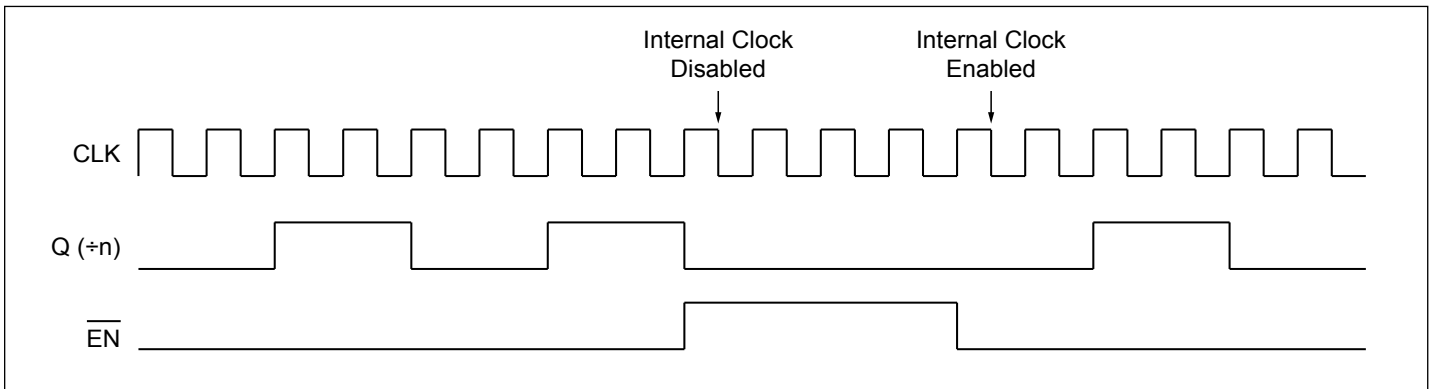 Internal Clock
Disabled
Internal Clock
Enabled
CLK
Q (÷n)
EN